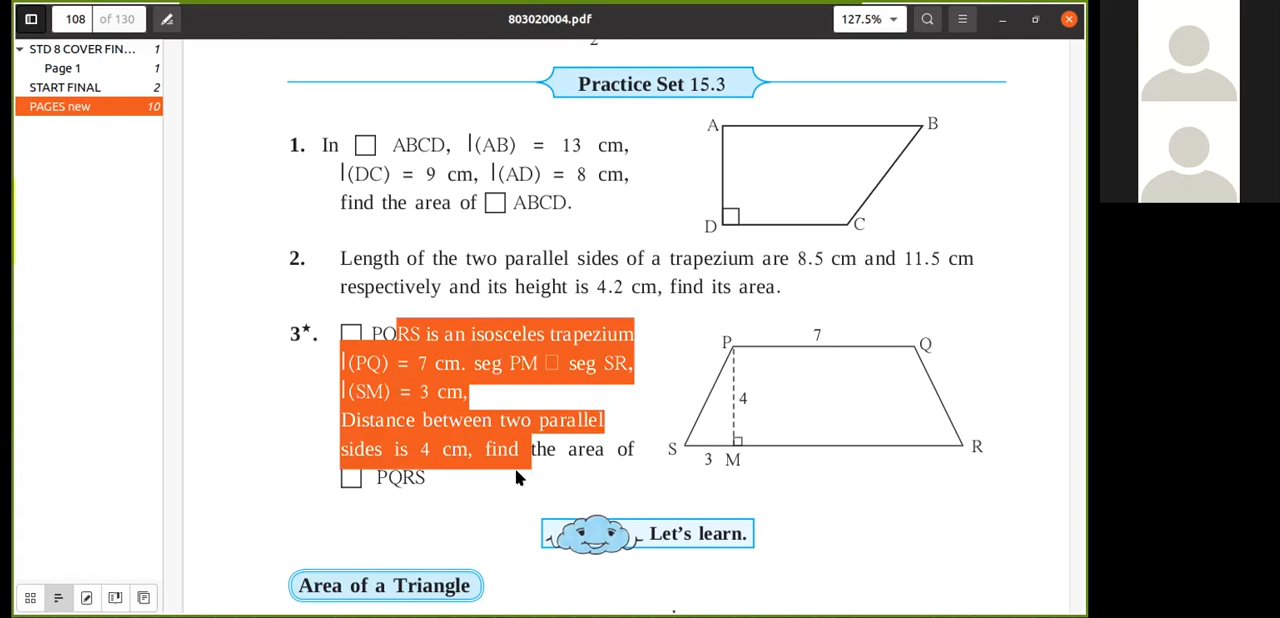 108 of 130
803020004.pdf
127.5%
STD 8 COVER FIN... 1
Page 1 1
START FINAL 2
PAGES new 10
2
Practice Set 15.3
1. In □ ABCD, l(AB) = 13 cm,
l(DC) = 9 cm, l(AD) = 8 cm,
find the area of □ ABCD.
A B
D C
2. Length of the two parallel sides of a trapezium are 8.5 cm and 11.5 cm
respectively and its height is 4.2 cm, find its area.
3★. □ PQRS is an isosceles trapezium
l(PQ) = 7 cm. seg PM □ seg SR,
l(SM) = 3 cm,
Distance between two parallel
sides is 4 cm, find the area of
□ PQRS
7
P Q
4
S R
3 M
Let's learn.
Area of a Triangle